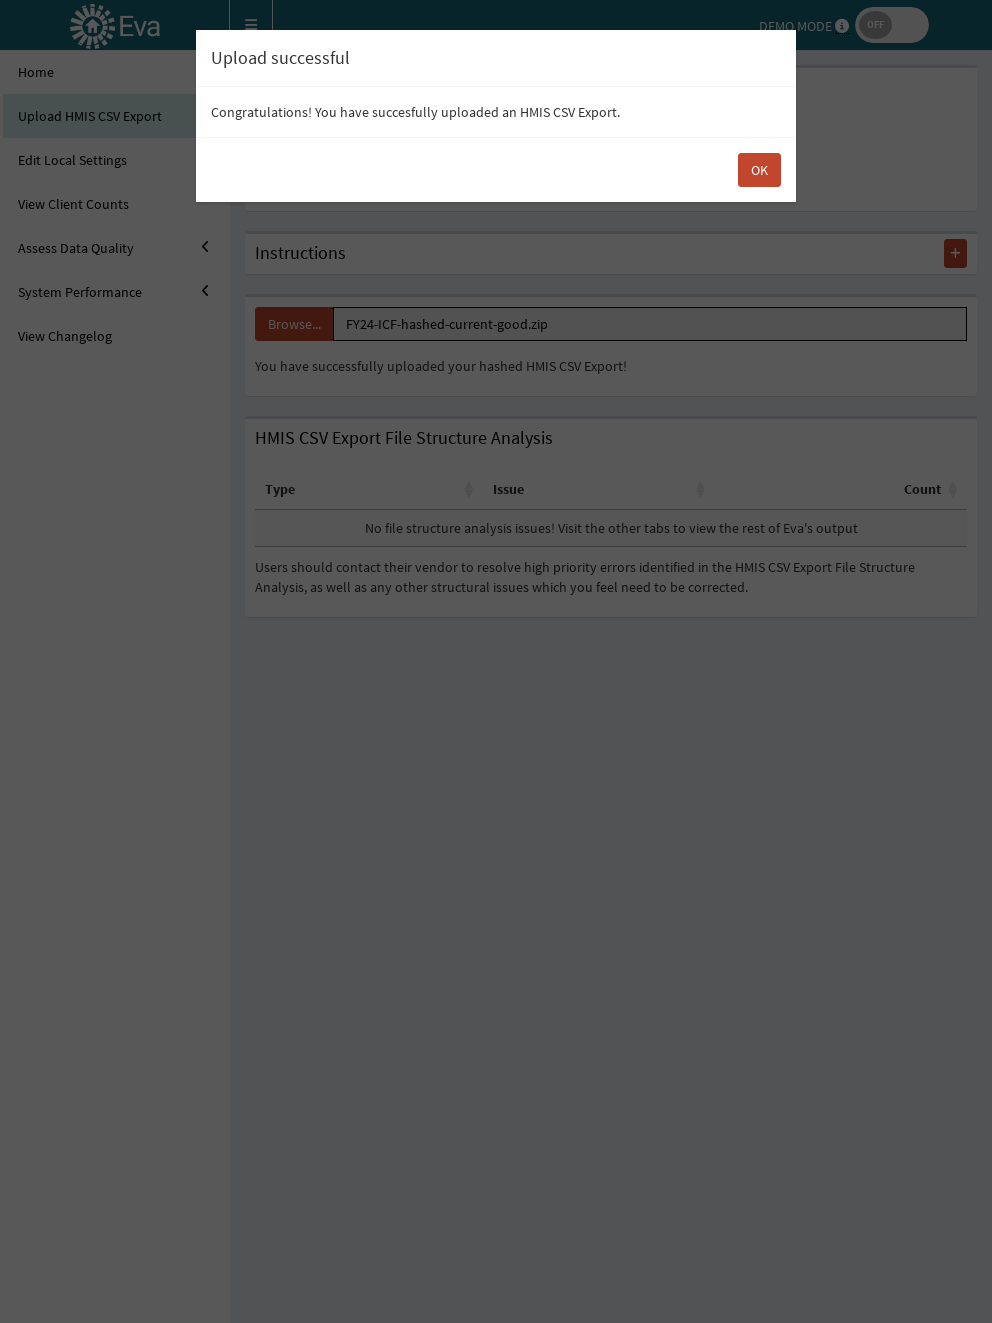 Eva
DEMO MODE
OFF
Home
Upload HMIS CSV Export
Edit Local Settings
View Client Counts
Assess Data Quality
System Performance
View Changelog
Upload successful
Congratulations! You have succesfully uploaded an HMIS CSV Export.
OK
Instructions
Browse...
FY24-ICF-hashed-current-good.zip
You have successfully uploaded your hashed HMIS CSV Export!
HMIS CSV Export File Structure Analysis
Type Issue Count
No file structure analysis issues! Visit the other tabs to view the rest of Eva's output
Users should contact their vendor to resolve high priority errors identified in the HMIS CSV Export File Structure
Analysis, as well as any other structural issues which you feel need to be corrected.